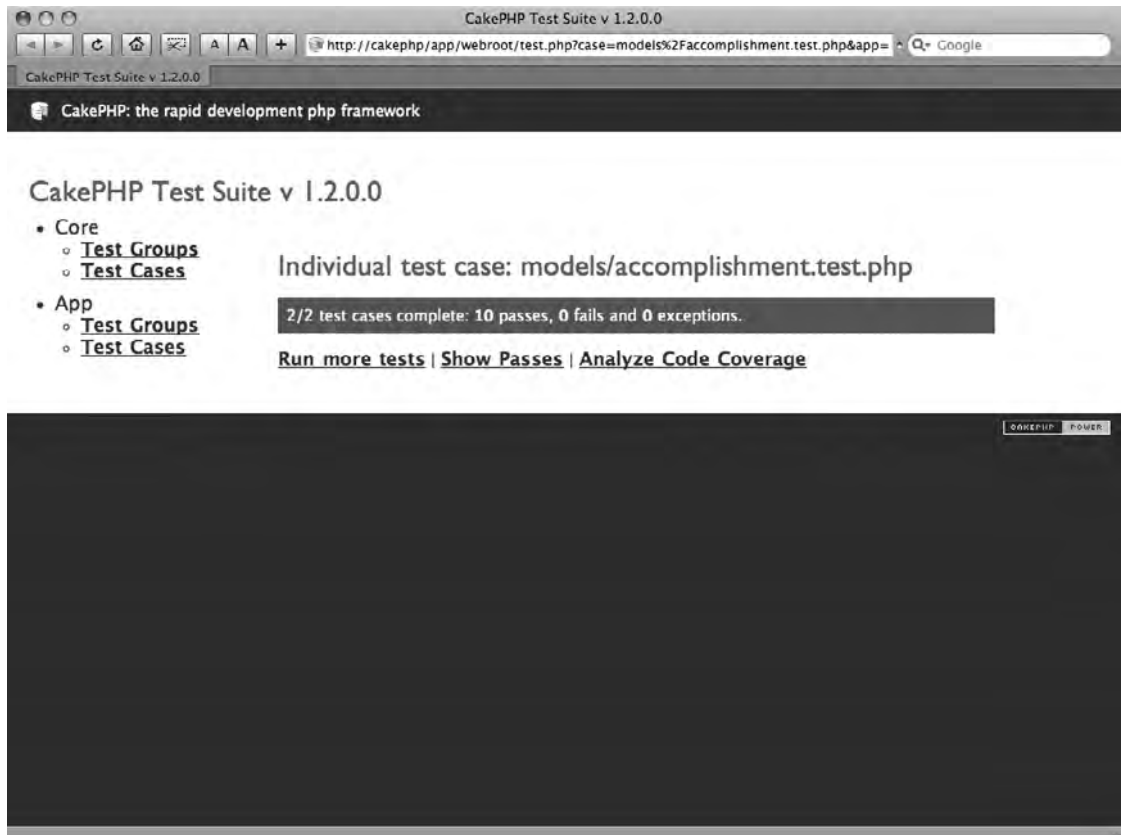 CakePHP Test Suite v 1.2.0.0
A A + http://cakephp/app/webroot/test.php?case=models%2Faccomplishment.test.php&app= Google
CakePHP Test Suite v 1.2.0.0
CakePHP: the rapid development php framework
CakePHP Test Suite v 1.2.0.0
• Core
◦ Test Groups
◦ Test Cases
• App
◦ Test Groups
◦ Test Cases
Individual test case: models/accomplishment.test.php
2/2 test cases complete: 10 passes, 0 fails and 0 exceptions.
Run more tests | Show Passes | Analyze Code Coverage
CAKEPHP POWER